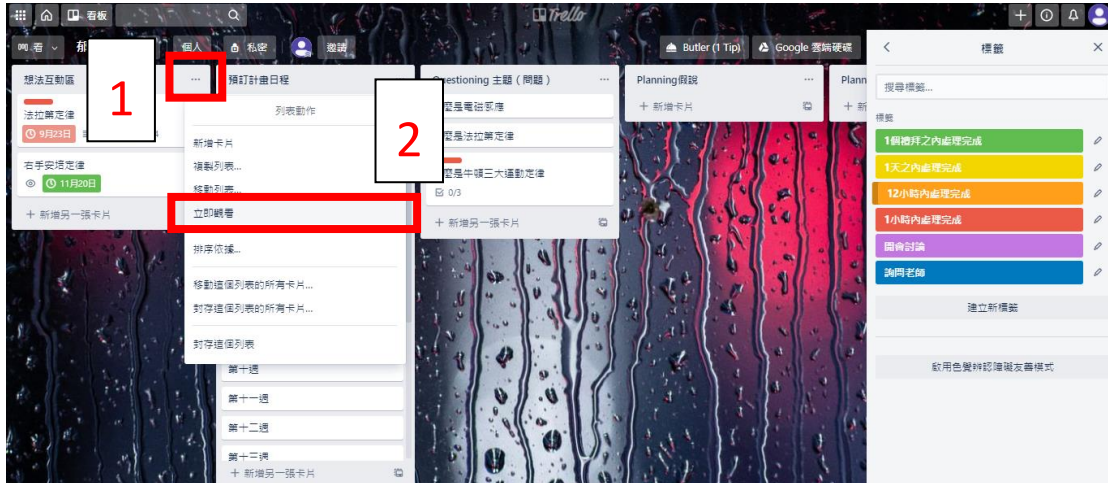 看板
Trello
看
郁
個人
私密
邀請
Butler (1 Tip)
Google 雲端硬碟
1
2
想法互動區
法拉第定律
9月23日
右手安培定律
11月20日
+ 新增另一張卡片
預訂計畫日程
列表動作
新增卡片
複製列表...
移動列表...
立即觀看
排序依據...
移動這個列表的所有卡片...
封存這個列表的所有卡片...
封存這個列表
第十週
第十一週
第十二週
第十三週
+ 新增另一張卡片
estioning 主題（問題）
麼是電磁感應
麼是法拉第定律
麼是牛頓三大運動定律
0/3
+ 新增另一張卡片
Planning假說
+ 新增卡片
Plann
+ 新
標籤
搜尋標籤...
標籤
1個禮拜之內處理完成
1天之內處理完成
12小時內處理完成
1小時內處理完成
開會討論
詢問老師
建立新標籤
啟用色覺辨認障礙友善模式